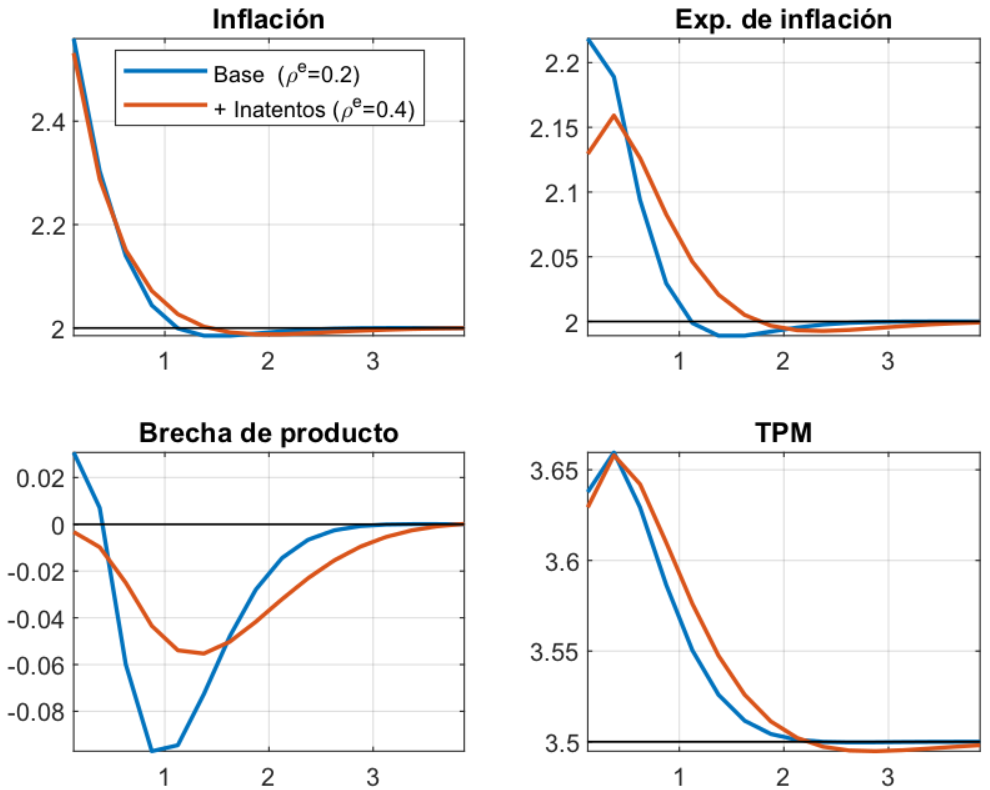 Inflación
Base (ρᵉ=0.2)
+ Inatentos (ρᵉ=0.4)
2.4
2.2
2
1 2 3
Exp. de inflación
2.2
2.15
2.1
2.05
2
1 2 3
Brecha de producto
0.02
0
-0.02
-0.04
-0.06
-0.08
1 2 3
TPM
3.65
3.6
3.55
3.5
1 2 3